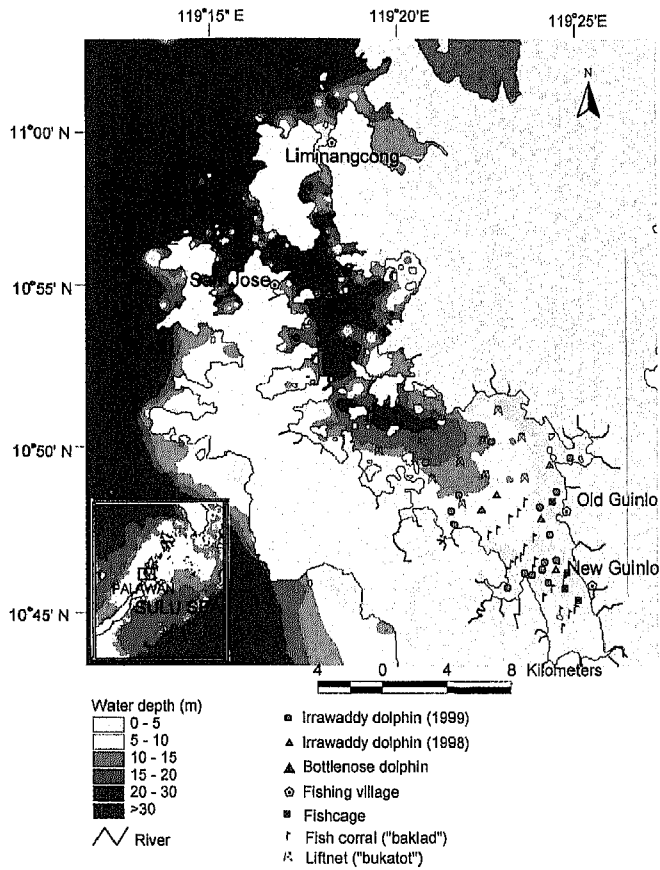 119°15' E
119°20' E
119°25'E
N
11°00' N
Liminangcong
San Jose
10°55' N
10°50' N
Old Guinlo
New Guinlo
PALAWAN
SULU SEA
10°45' N
4 0 4 8 Kilometers
Water depth (m)
0 - 5
5 - 10
10 - 15
15 - 20
20 - 30
>30
River
Irrawaddy dolphin (1999)
Irrawaddy dolphin (1998)
Bottlenose dolphin
Fishing village
Fishcage
Fish corral ("baklad")
Liftnet ("bukatot")